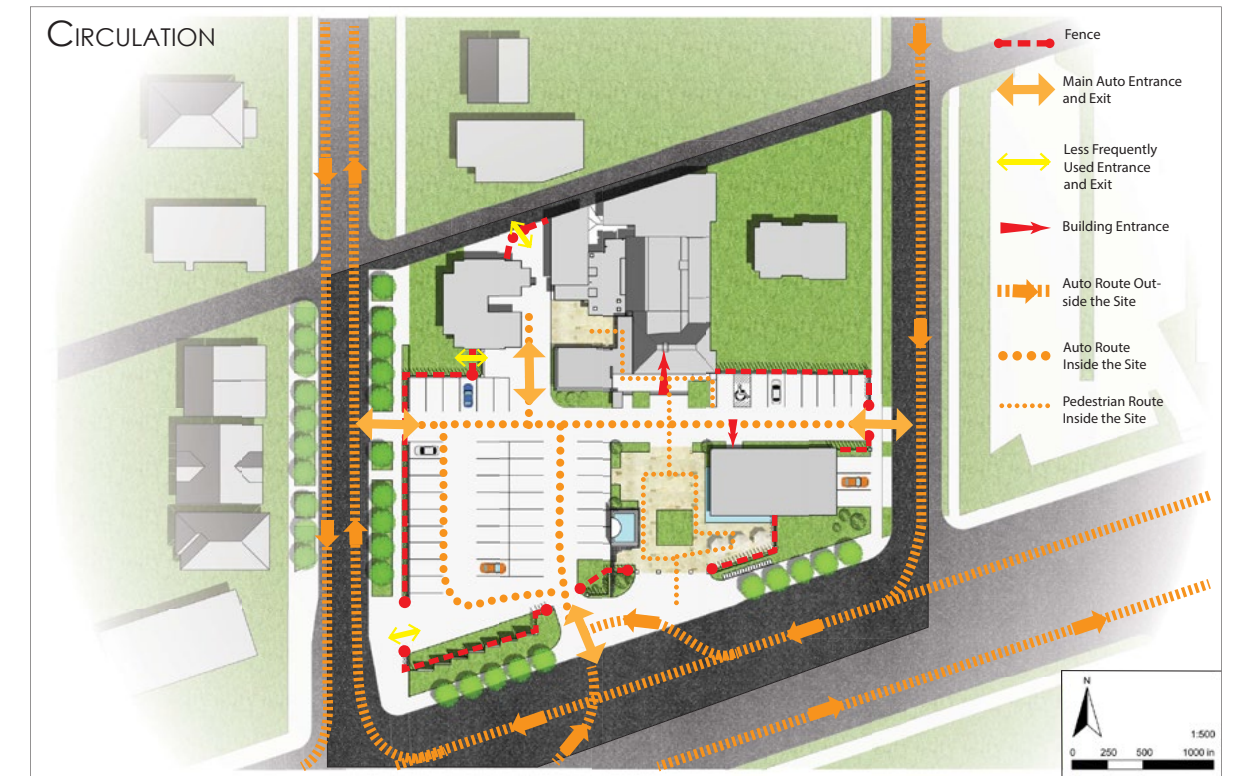 CIRCULATION
Fence
Main Auto Entrance
and Exit
Less Frequently
Used Entrance
and Exit
Building Entrance
Auto Route Out-
side the Site
Auto Route
Inside the Site
Pedestrian Route
Inside the Site
N
1:500
0 250 500 1000 in